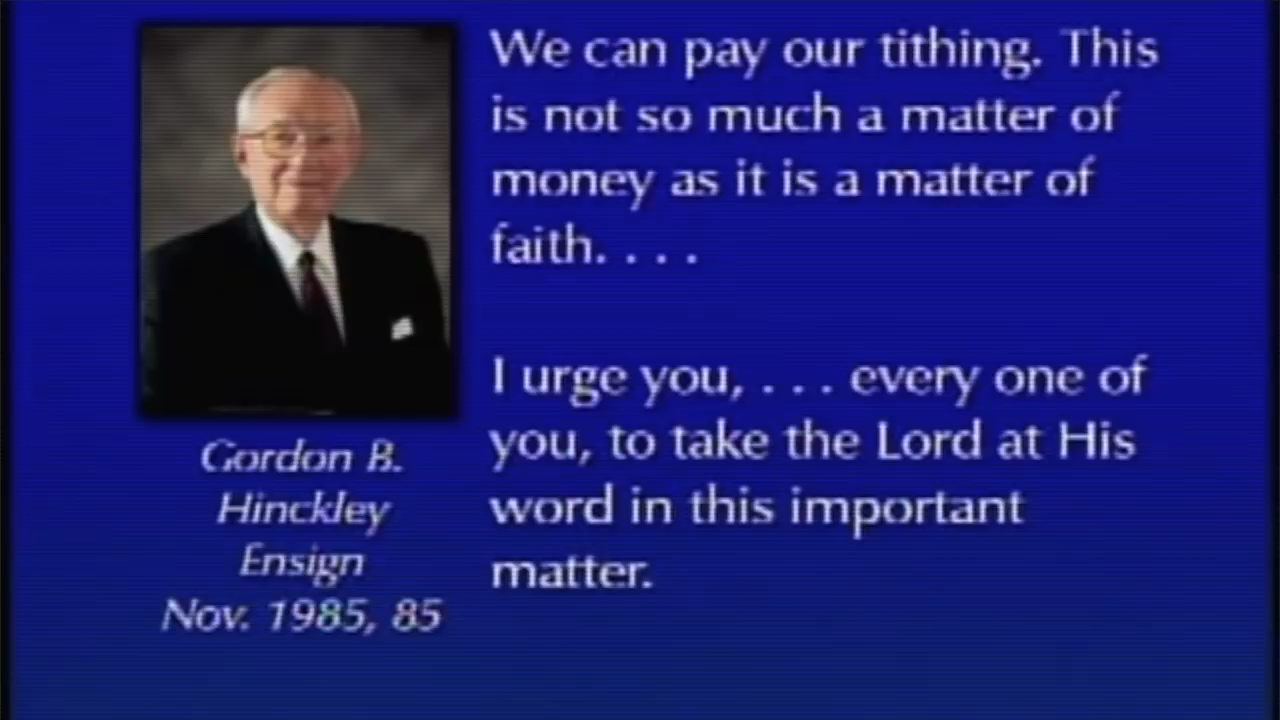 We can pay our tithing. This
is not so much a matter of
money as it is a matter of
faith. . . .
I urge you, . . . every one of
you, to take the Lord at His
word in this important
matter.
Gordon B.
Hinckley
Ensign
Nov. 1985, 85